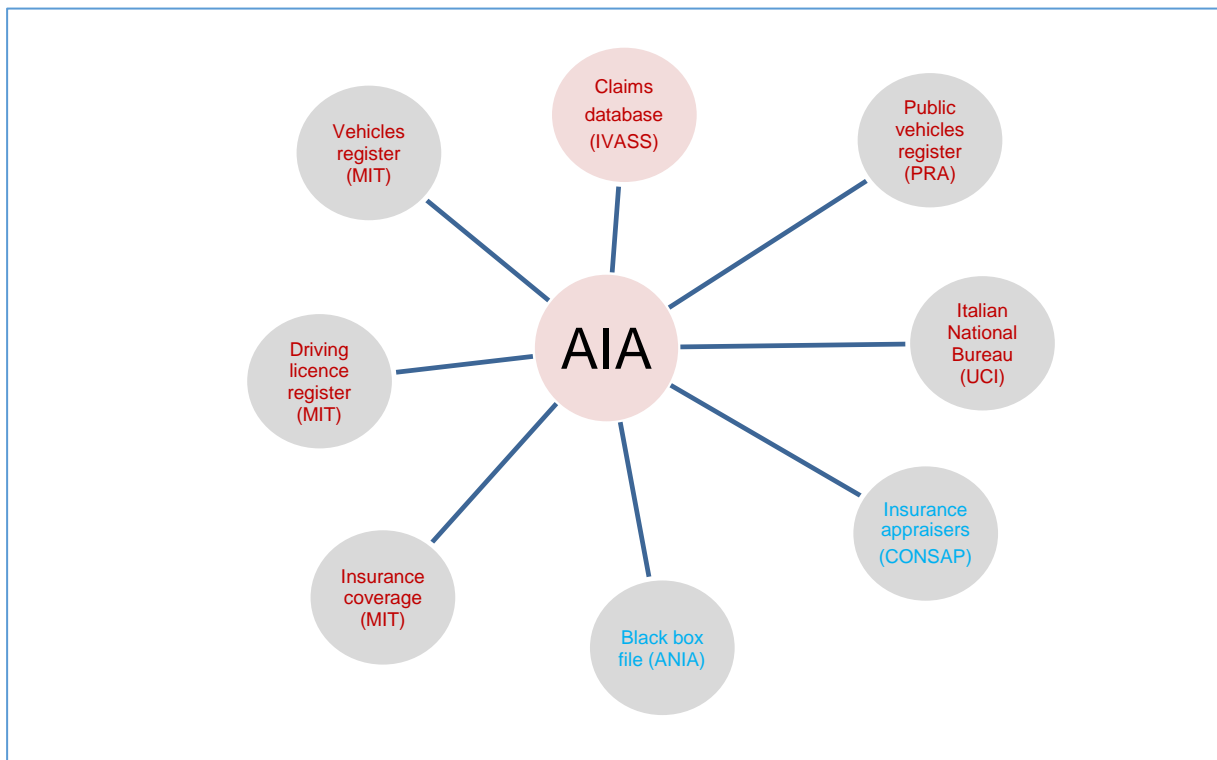 Claims
database
(IVASS)
Public
vehicles
register
(PRA)
Vehicles
register
(MIT)
Italian
National
Bureau
(UCI)
AIA
Driving
licence
register
(MIT)
Insurance
appraisers
(CONSAP)
Insurance
coverage
(MIT)
Black box
file (ANIA)